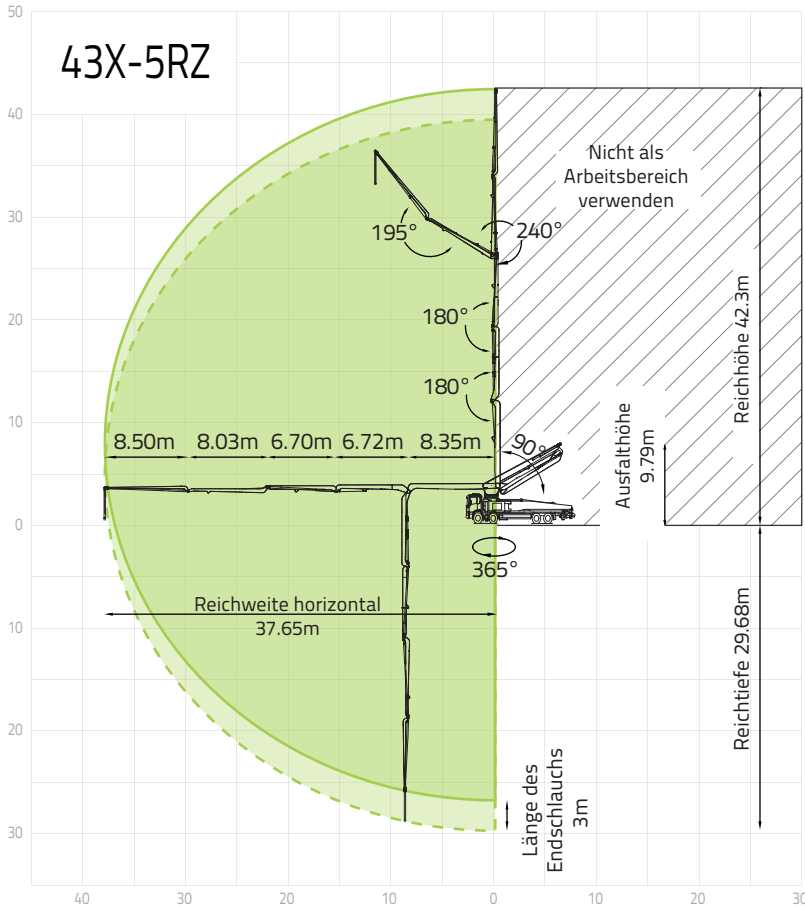 50
43X-5RZ
40
Nicht als
Arbeitsbereich
verwenden
195°
240°
30
Reichhöhe 42.3m
20
180°
180°
10
8.50m
8.03m
6.70m
6.72m
8.35m
90°
Ausfalthöhe
9.79m
0
365°
Reichweite horizontal
37.65m
10
Reichtiefe 29.68m
20
Länge des
Endschlauchs
3m
30
40
30
20
10
0
10
20
30